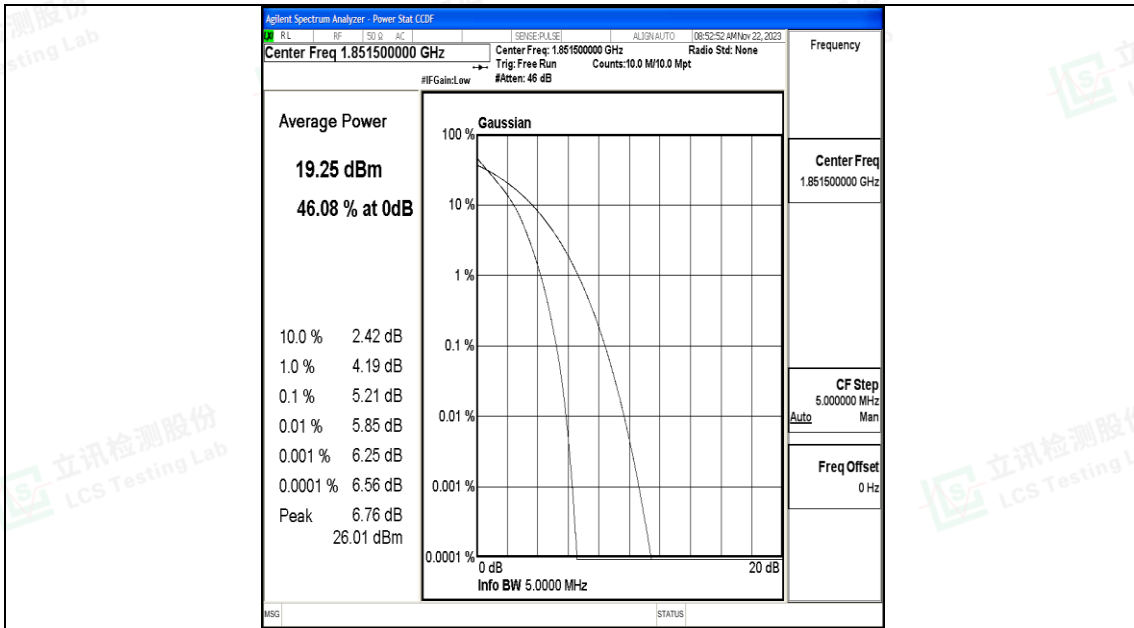 Agilent Spectrum Analyzer - Power Stat CCDF
RL RF 50 Ω AC SENSE:PULSE ALIGN AUTO 08:52:52 AM Nov 22, 2023
Center Freq 1.851500000 GHz
Center Freq: 1.851500000 GHz Radio Std: None
Trig: Free Run Counts:10.0 M/10.0 Mpt
#IFGain:Low #Atten: 46 dB
Frequency
Average Power
19.25 dBm
46.08 % at 0dB
10.0 % 2.42 dB
1.0 % 4.19 dB
0.1 % 5.21 dB
0.01 % 5.85 dB
0.001 % 6.25 dB
0.0001 % 6.56 dB
Peak 6.76 dB
26.01 dBm
Gaussian
100 %
10 %
1 %
0.1 %
0.01 %
0.001 %
0.0001 %
0 dB 20 dB
Info BW 5.0000 MHz
Center Freq
1.851500000 GHz
CF Step
5.000000 MHz
Auto Man
Freq Offset
0 Hz
MSG STATUS
立讯检测股份
LCS Testing Lab
立讯检测股份
LCS Testing L